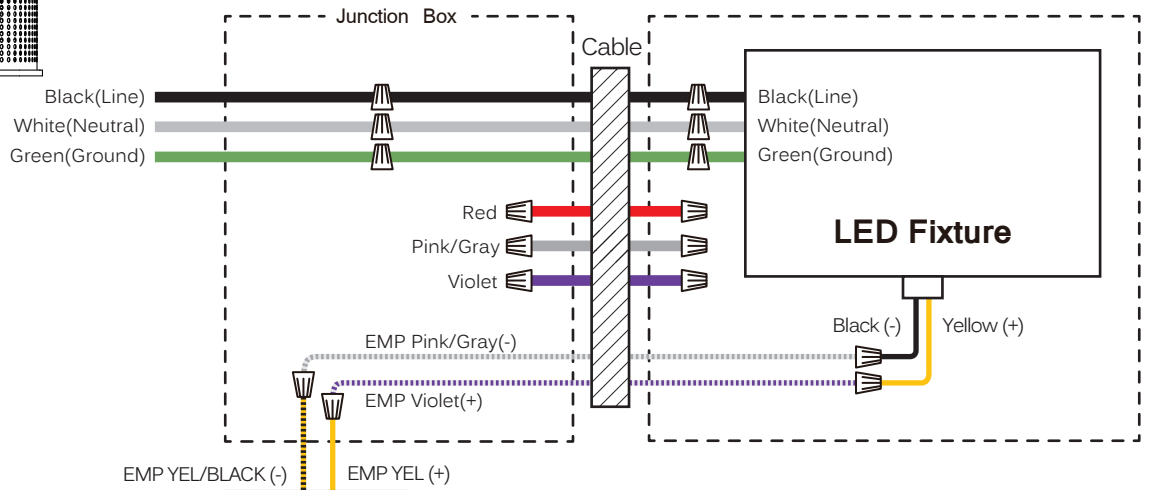 Junction Box
Cable
Black(Line)
White(Neutral)
Green(Ground)
Black(Line)
White(Neutral)
Green(Ground)
Red
Pink/Gray
Violet
LED Fixture
Black (-)
Yellow (+)
EMP Pink/Gray(-)
EMP Violet(+)
EMP YEL/BLACK (-)
EMP YEL (+)